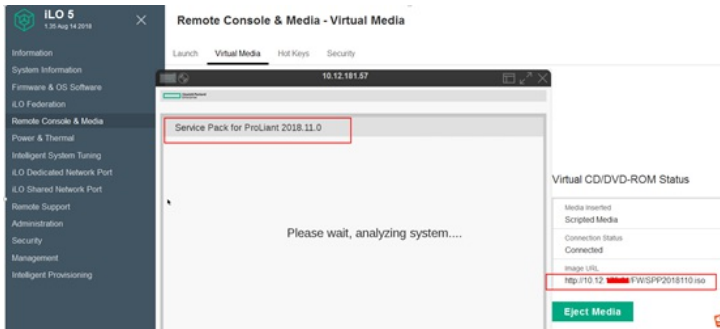 iLO 5
1.35 Aug 14 2018
Remote Console & Media - Virtual Media
Launch Virtual Media Hot Keys Security
Information
System Information
Firmware & OS Software
iLO Federation
Remote Console & Media
Power & Thermal
Intelligent System Tuning
iLO Dedicated Network Port
iLO Shared Network Port
Remote Support
Administration
Security
Management
Intelligent Provisioning
10.12.181.57
Service Pack for ProLiant 2018.11.0
Please wait, analyzing system....
Virtual CD/DVD-ROM Status
Media Inserted
Scripted Media
Connection Status
Connected
Image URL
http://10.12. /FW/SPP2018110.iso
Eject Media